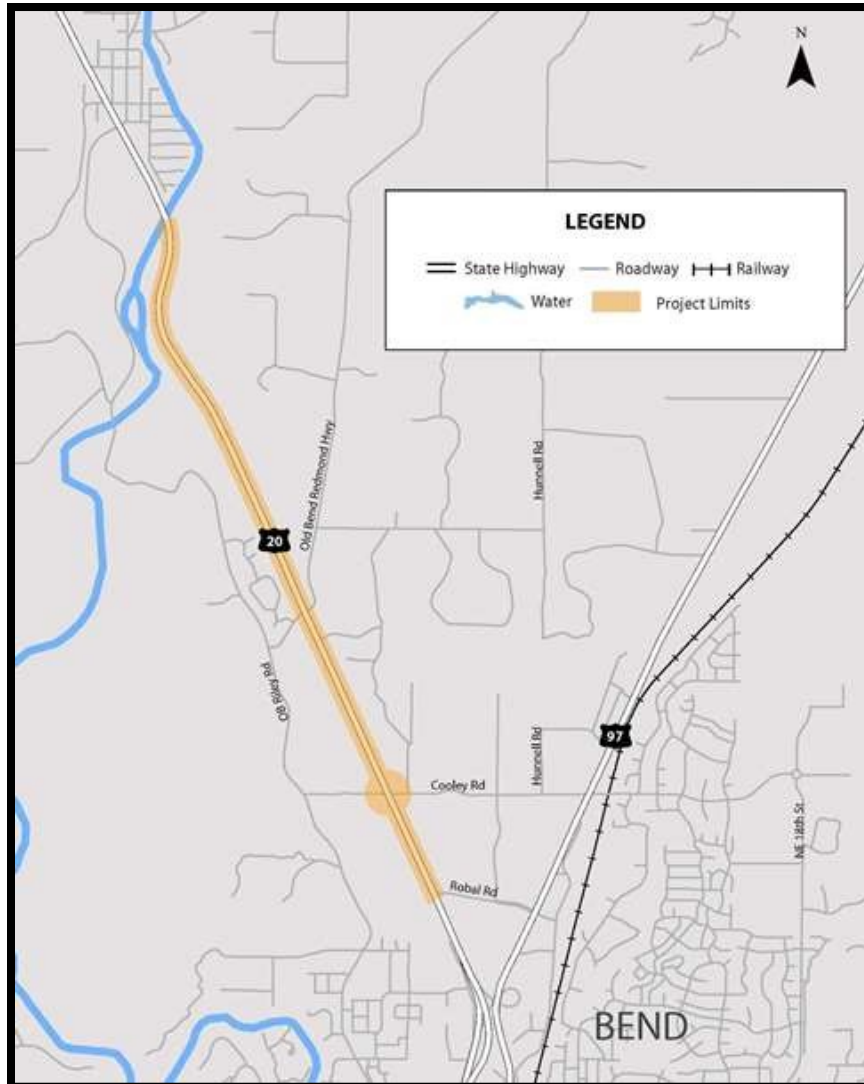 N
LEGEND
State Highway Roadway Railway
Water Project Limits
Old Bend Redmond Hwy
Hunnell Rd
20
OB Riley Rd
97
Hunnell Rd
Cooley Rd
NE 18th St
Robal Rd
BEND